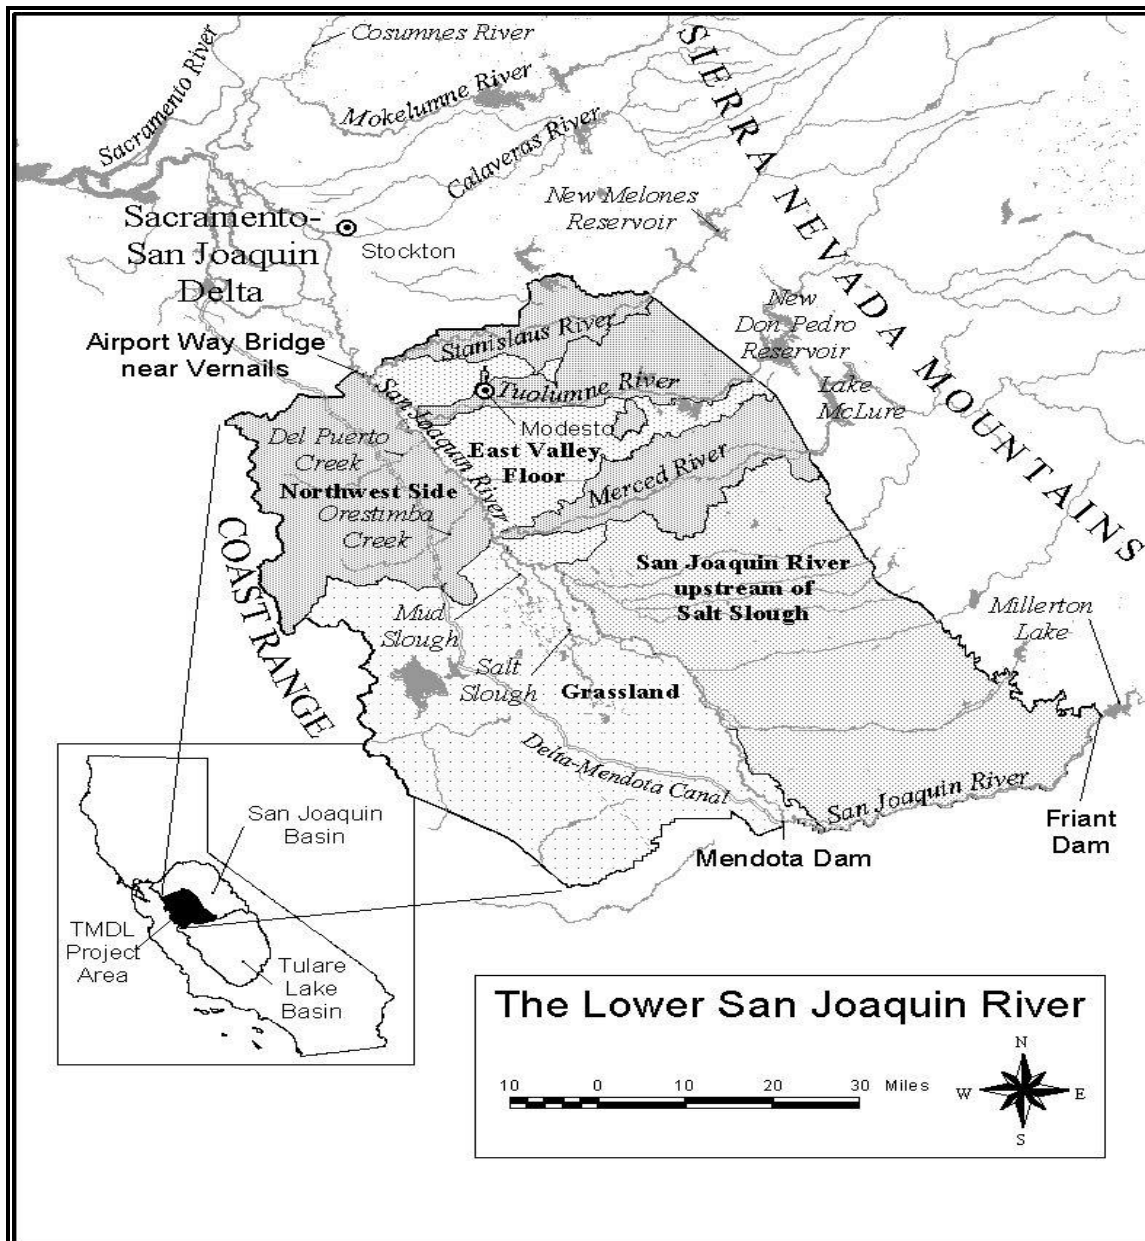 Cosumnes River
Sacramento River
Mokelumne River
Calaveras River
SIERRA NEVADA MOUNTAINS
New Melones
Reservoir
Sacramento-
San Joaquin
Delta
Stockton
Airport Way Bridge
near Vernails
Stanislaus River
New
Don Pedro
Reservoir
Tuolumne River
Lake
McLure
San Joaquin River
Modesto
Del Puerto
Creek
East Valley
Floor
Merced River
Northwest Side
Orestimba
Creek
COAST RANGE
San Joaquin River
upstream of
Salt Slough
Millerton
Lake
Mud
Slough
Salt
Slough
Grassland
Delta-Mendota Canal
San Joaquin River
Friant
Dam
Mendota Dam
San Joaquin
Basin
TMDL
Project
Area
Tulare
Lake
Basin
The Lower San Joaquin River
10 0 10 20 30 Miles
N
W E
S